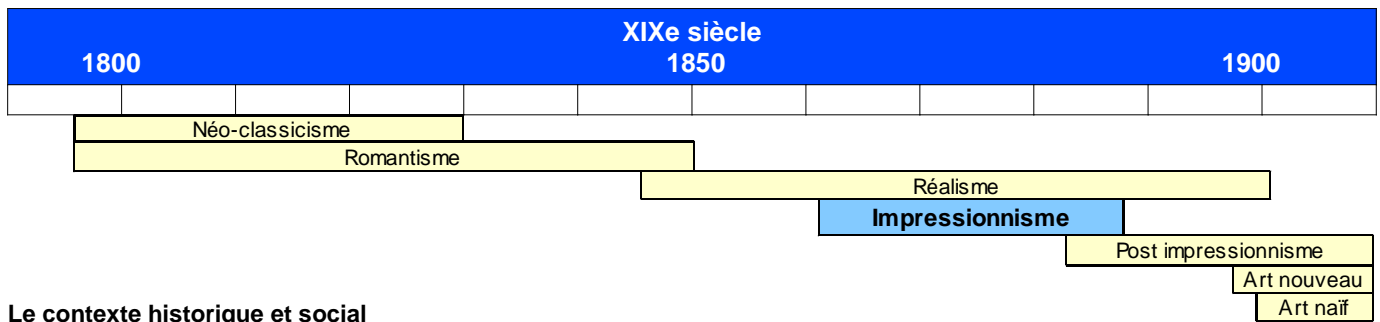 XIXe siècle
1800 1850 1900
Néo-classicisme
Romantisme
Réalisme
Impressionnisme
Post impressionnisme
Art nouveau
Art naïf
Le contexte historique et social